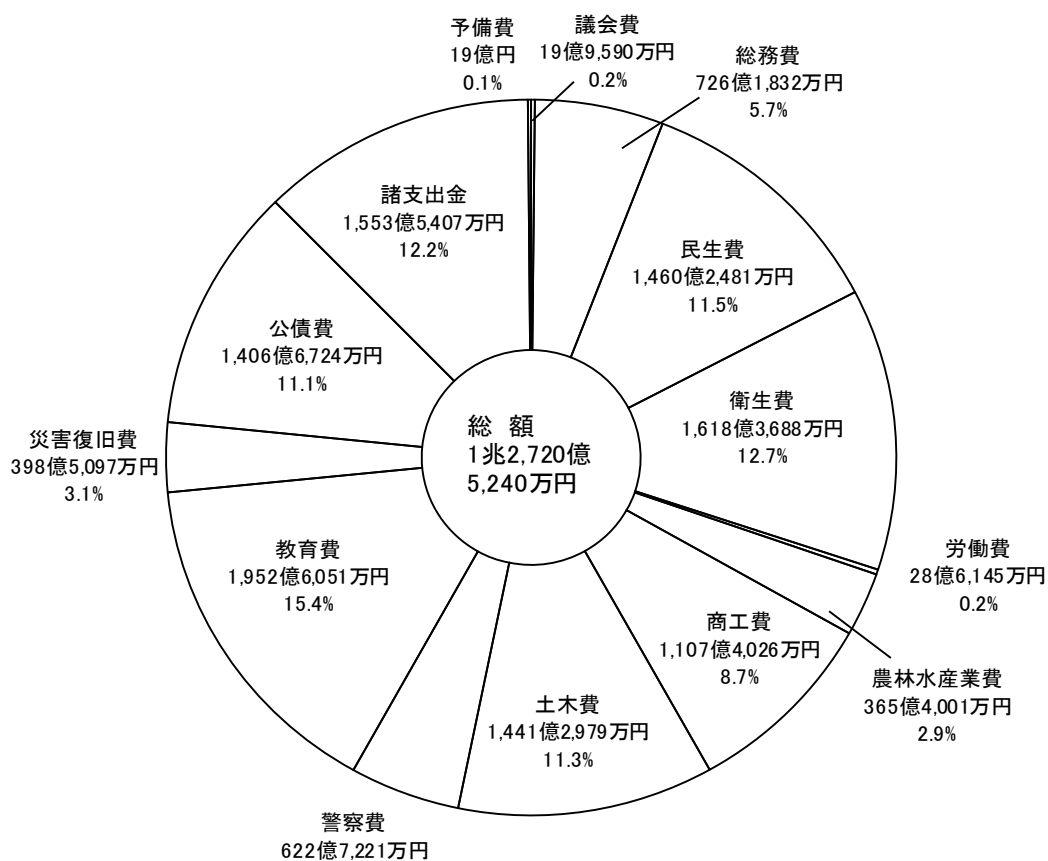 予備費
19億円
0.1%
議会費
19億9,590万円
0.2%
総務費
726億1,832万円
5.7%
民生費
1,460億2,481万円
11.5%
衛生費
1,618億3,688万円
12.7%
労働費
28億6,145万円
0.2%
農林水産業費
365億4,001万円
2.9%
商工費
1,107億4,026万円
8.7%
土木費
1,441億2,979万円
11.3%
警察費
622億7,221万円
教育費
1,952億6,051万円
15.4%
災害復旧費
398億5,097万円
3.1%
公債費
1,406億6,724万円
11.1%
諸支出金
1,553億5,407万円
12.2%
総 額
1兆2,720億
5,240万円